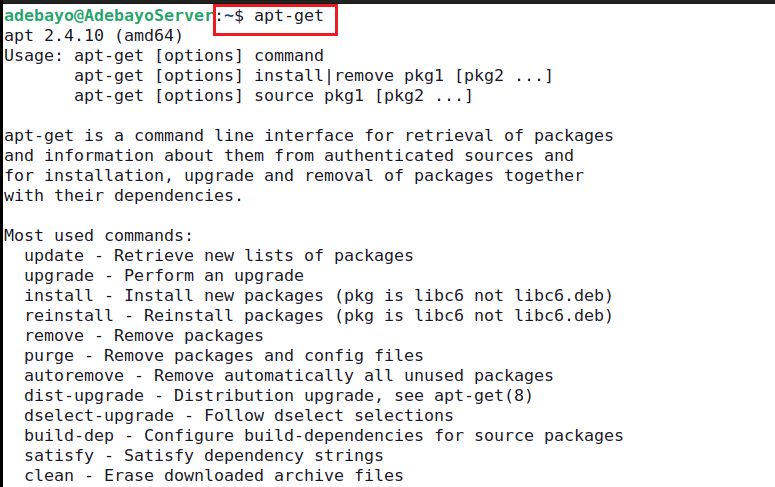 adebayo@AdebayoServer:~$ apt-get
apt 2.4.10 (amd64)
Usage: apt-get [options] command
       apt-get [options] install|remove pkg1 [pkg2 ...]
       apt-get [options] source pkg1 [pkg2 ...]

apt-get is a command line interface for retrieval of packages
and information about them from authenticated sources and
for installation, upgrade and removal of packages together
with their dependencies.

Most used commands:
  update - Retrieve new lists of packages
  upgrade - Perform an upgrade
  install - Install new packages (pkg is libc6 not libc6.deb)
  reinstall - Reinstall packages (pkg is libc6 not libc6.deb)
  remove - Remove packages
  purge - Remove packages and config files
  autoremove - Remove automatically all unused packages
  dist-upgrade - Distribution upgrade, see apt-get(8)
  dselect-upgrade - Follow dselect selections
  build-dep - Configure build-dependencies for source packages
  satisfy - Satisfy dependency strings
  clean - Erase downloaded archive files